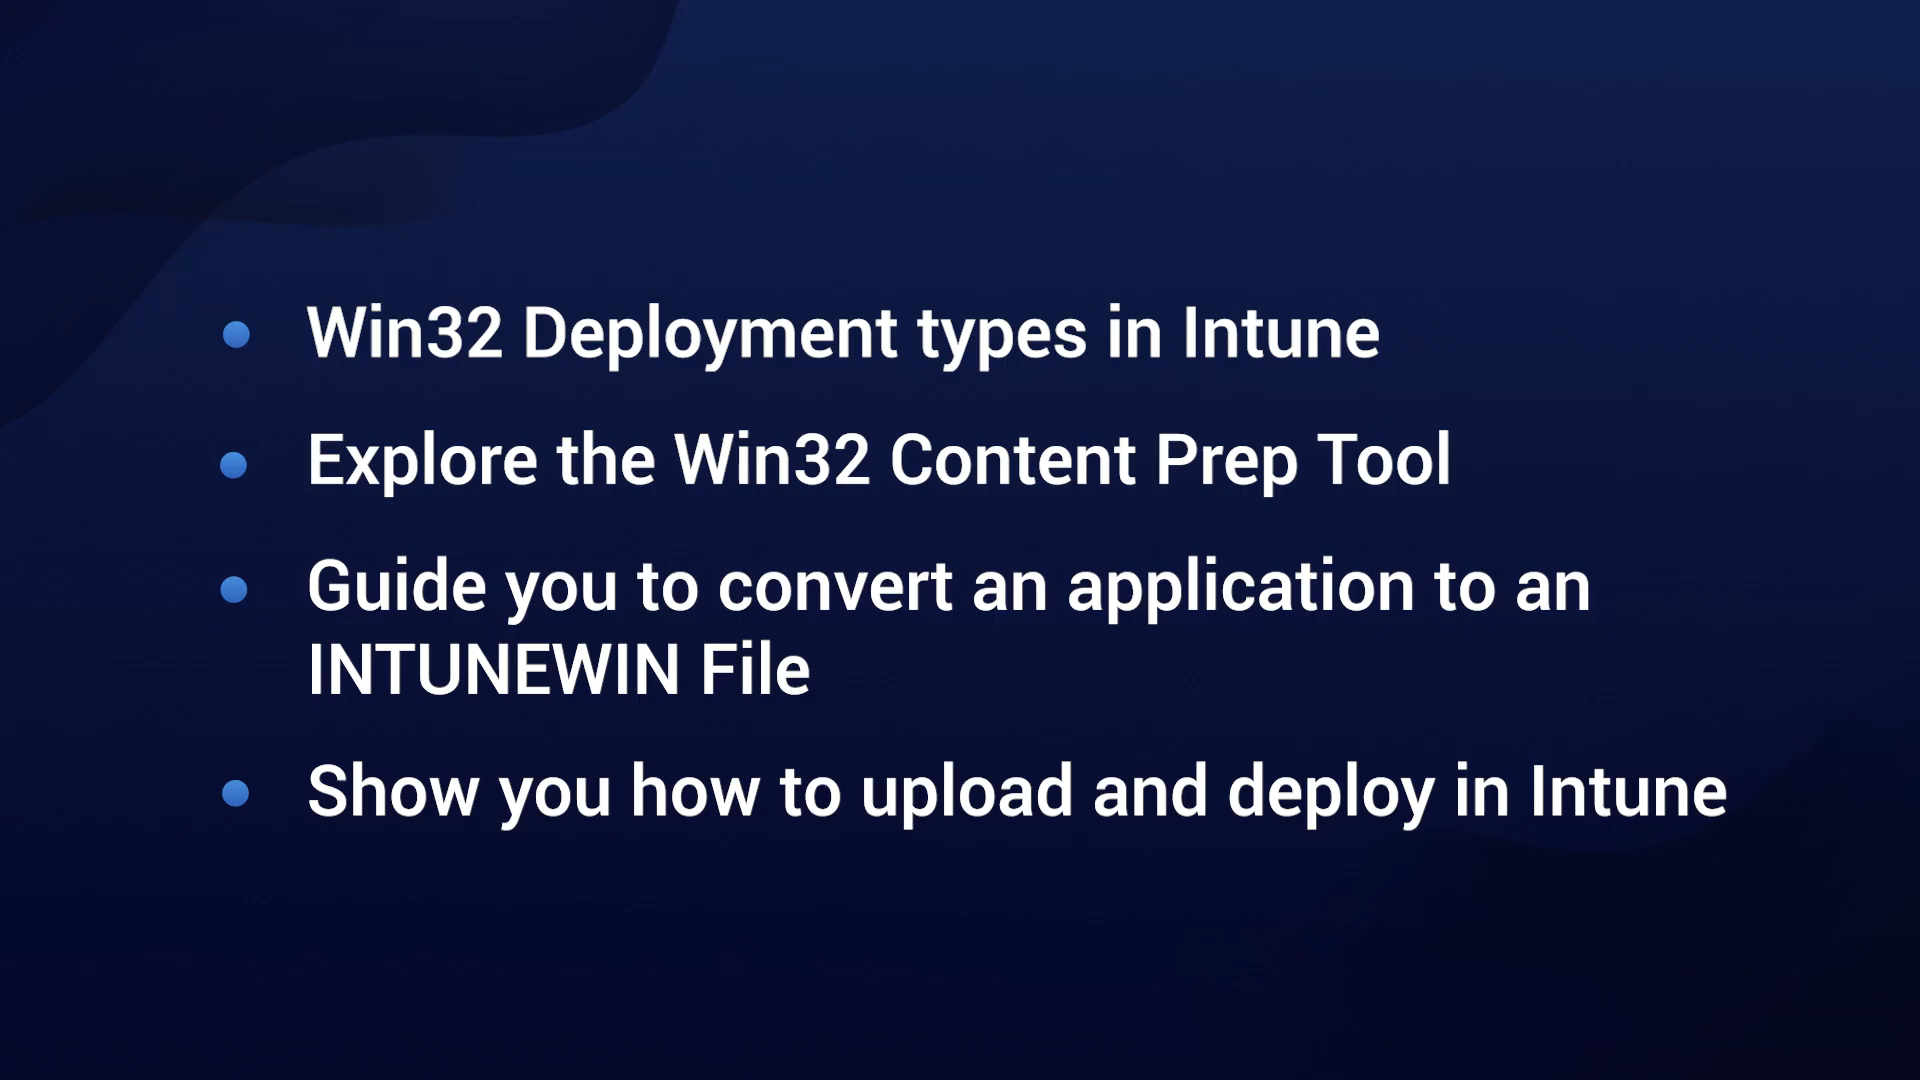 Win32 Deployment types in Intune
Explore the Win32 Content Prep Tool
Guide you to convert an application to an
INTUNEWIN File
Show you how to upload and deploy in Intune